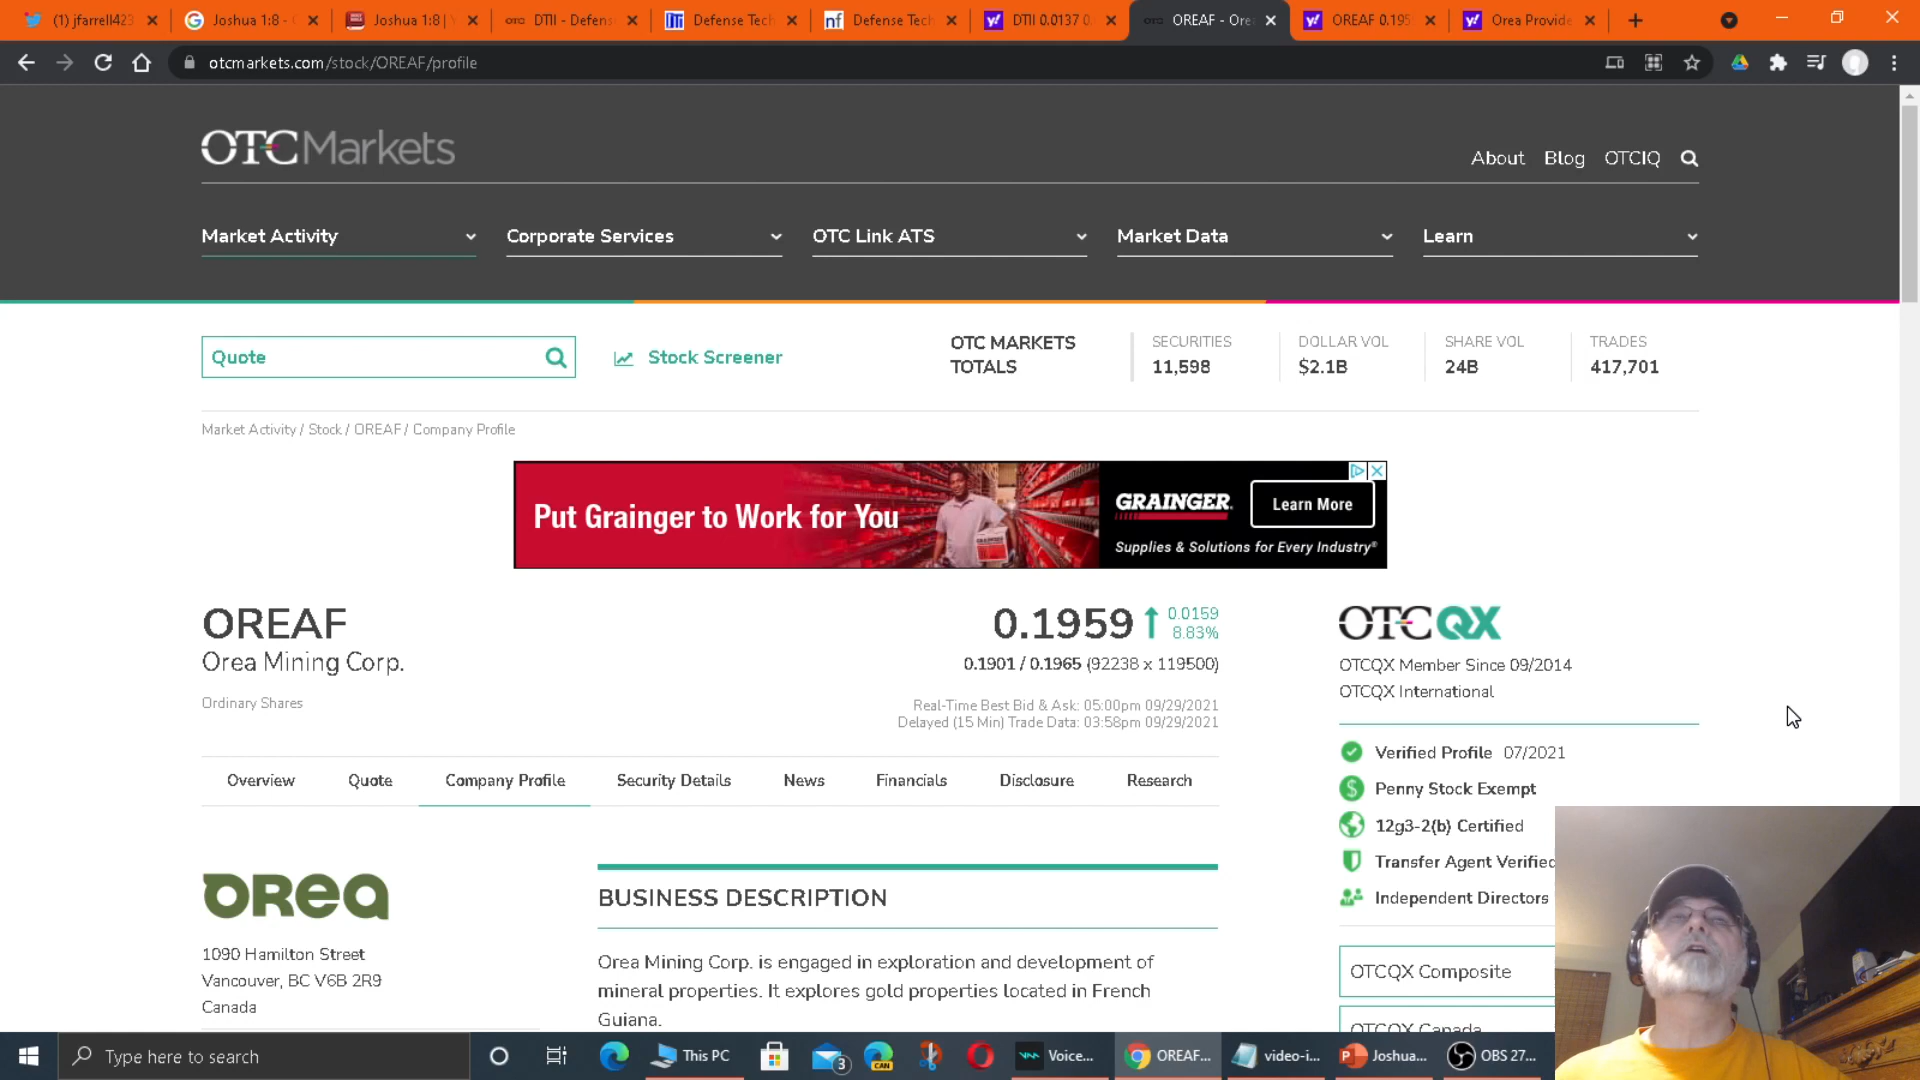 (1) jfarrell423
Joshua 1:8 -
Joshua 1:8 |
DTII - Defens
Defense Tech
Defense Tech
DTII 0.0137 0.
OREAF - Ore
OREAF 0.195
Orea Provide
otcmarkets.com/stock/OREAF/profile
OTCMarkets
About Blog OTCIQ
Market Activity
Corporate Services
OTC Link ATS
Market Data
Learn
Quote
Stock Screener
OTC MARKETS
TOTALS
SECURITIES
11,598
DOLLAR VOL
$2.1B
SHARE VOL
24B
TRADES
417,701
Market Activity / Stock / OREAF / Company Profile
Put Grainger to Work for You
GRAINGER.
Learn More
Supplies & Solutions for Every Industry®
OREAF
Orea Mining Corp.
Ordinary Shares
0.1959
0.0159
8.83%
0.1901 / 0.1965 (92238 x 119500)
Real-Time Best Bid & Ask: 05:00pm 09/29/2021
Delayed (15 Min) Trade Data: 03:58pm 09/29/2021
OTCQX
OTCQX Member Since 09/2014
OTCQX International
Verified Profile 07/2021
Penny Stock Exempt
12g3-2(b) Certified
Transfer Agent Verified
Independent Directors
OTCQX Composite
OTCQX Canada
Overview
Quote
Company Profile
Security Details
News
Financials
Disclosure
Research
orea
1090 Hamilton Street
Vancouver, BC V6B 2R9
Canada
BUSINESS DESCRIPTION
Orea Mining Corp. is engaged in exploration and development of
mineral properties. It explores gold properties located in French
Guiana.
Type here to search
This PC
3
CAN
Voice...
OREAF...
video-i...
Joshua...
OBS 27...